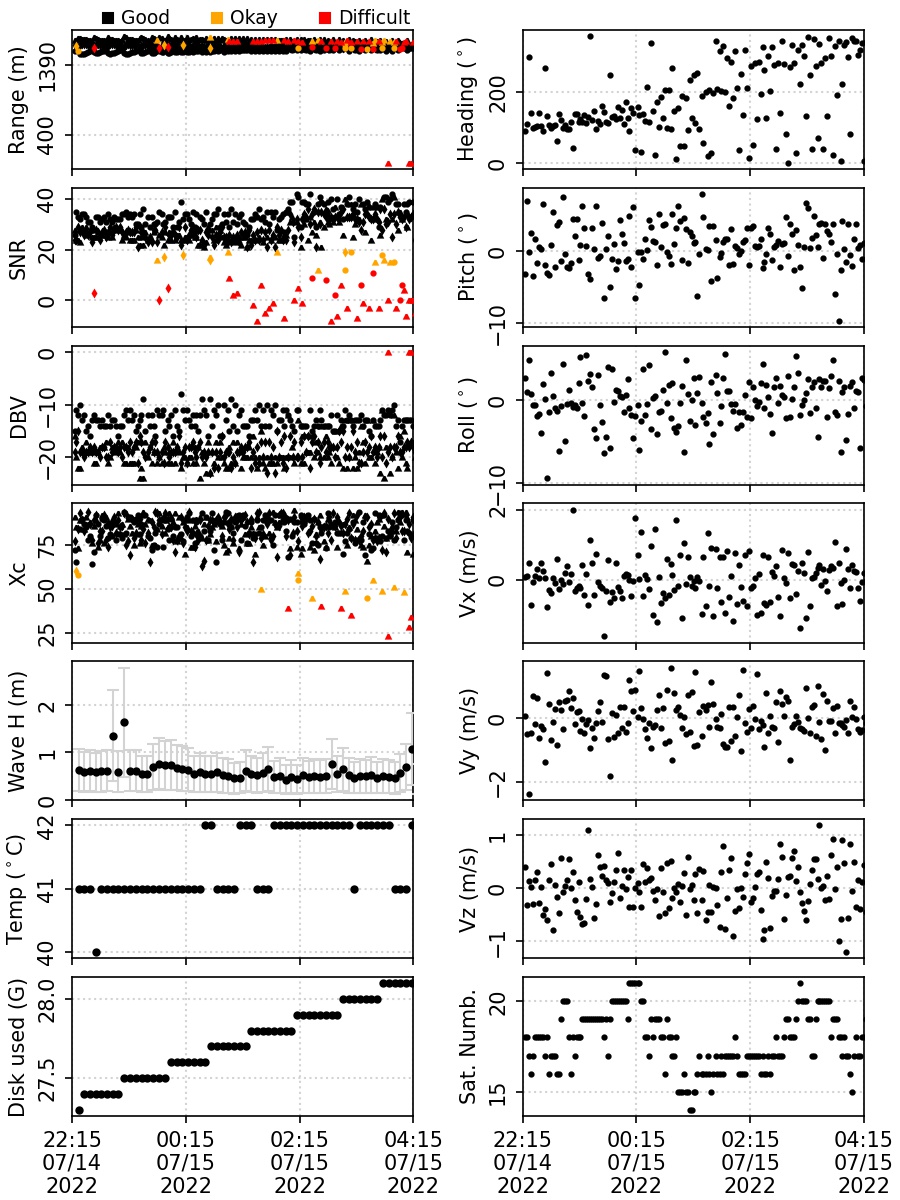 Good Okay Difficult
Range (m)
1390
400
Heading (°)
200
0
SNR
40
20
0
Pitch (°)
0
−10
DBV
0
−10
−20
Roll (°)
0
−10
Xc
75
50
25
Vx (m/s)
2
0
Wave H (m)
2
1
0
Vy (m/s)
0
−2
Temp (°C)
42
41
40
Vz (m/s)
1
0
−1
Disk used (G)
28.0
27.5
Sat. Numb.
20
15
22:15 00:15 02:15 04:15
07/14 07/15 07/15 07/15
2022 2022 2022 2022
22:15 00:15 02:15 04:15
07/14 07/15 07/15 07/15
2022 2022 2022 2022